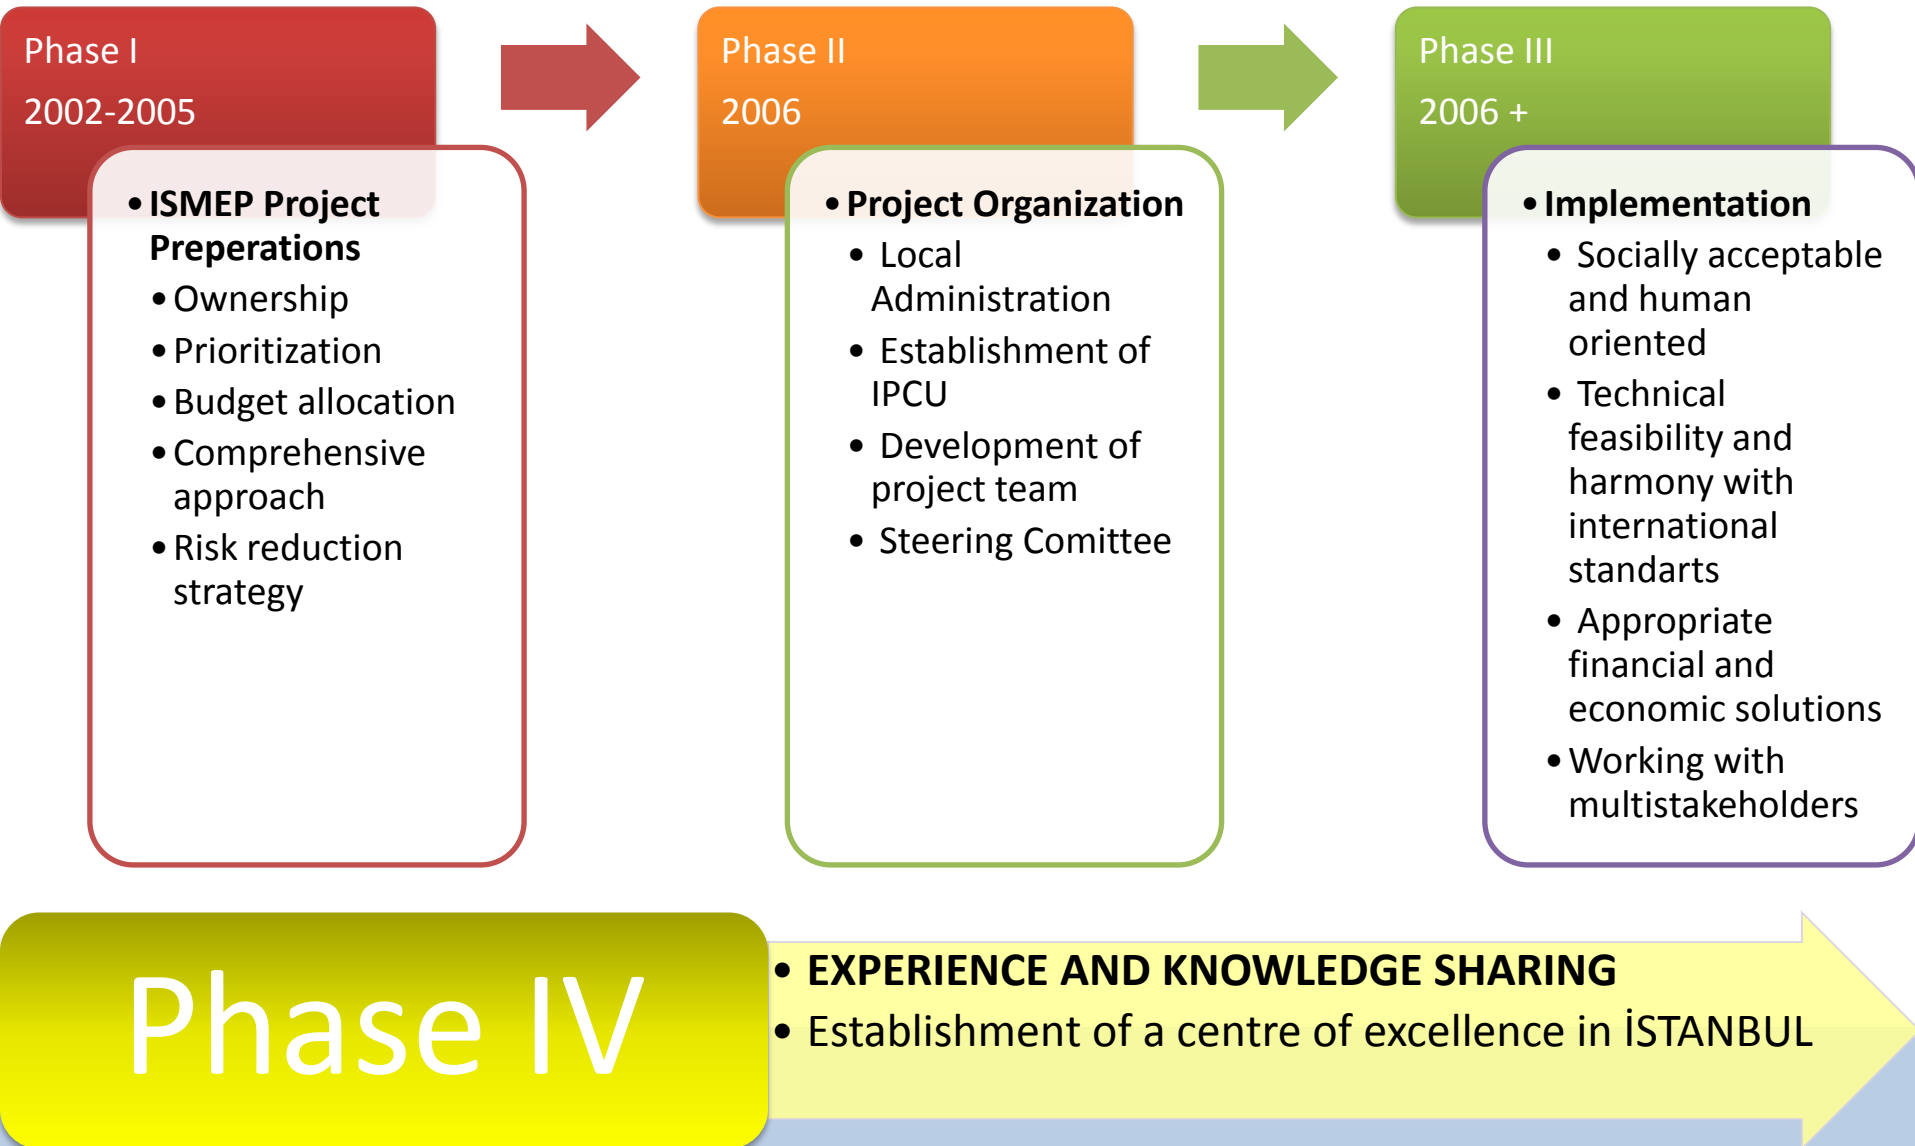 Phase I
2002-2005
• ISMEP Project
Preperations
• Ownership
• Prioritization
• Budget allocation
• Comprehensive
approach
• Risk reduction
strategy
Phase II
2006
• Project Organization
• Local
Administration
• Establishment of
IPCU
• Development of
project team
• Steering Comittee
Phase III
2006 +
• Implementation
• Socially acceptable
and human
oriented
• Technical
feasibility and
harmony with
international
standarts
• Appropriate
financial and
economic solutions
• Working with
multistakeholders
Phase IV
• EXPERIENCE AND KNOWLEDGE SHARING
• Establishment of a centre of excellence in İSTANBUL